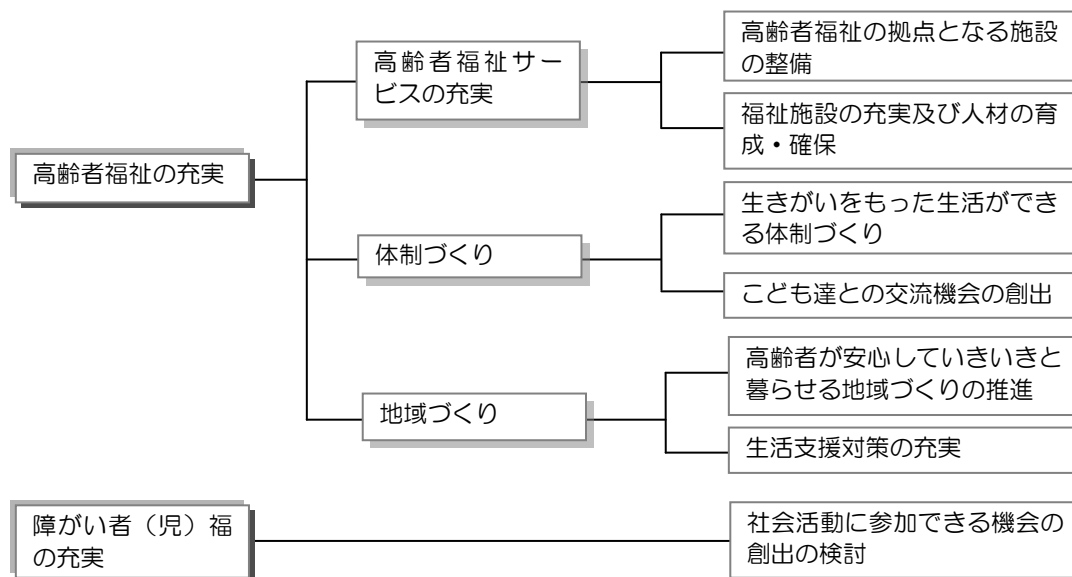 高齢者福祉の充実
高齢者福祉サー
ビスの充実
高齢者福祉の拠点となる施設
の整備
福祉施設の充実及び人材の育
成・確保
体制づくり
生きがいをもった生活ができ
る体制づくり
こども達との交流機会の創出
地域づくり
高齢者が安心していきいきと
暮らせる地域づくりの推進
生活支援対策の充実
障がい者（児）福
の充実
社会活動に参加できる機会の
創出の検討